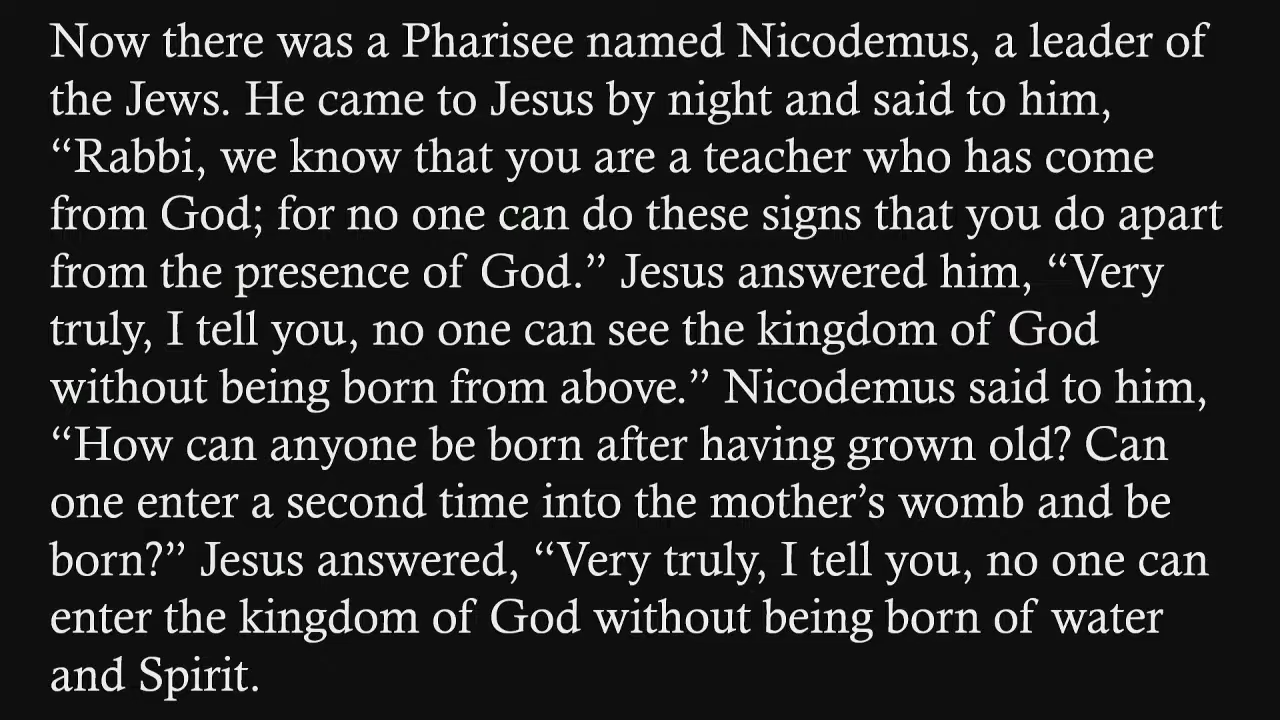 Now there was a Pharisee named Nicodemus, a leader of
the Jews. He came to Jesus by night and said to him,
“Rabbi, we know that you are a teacher who has come
from God; for no one can do these signs that you do apart
from the presence of God.” Jesus answered him, “Very
truly, I tell you, no one can see the kingdom of God
without being born from above.” Nicodemus said to him,
“How can anyone be born after having grown old? Can
one enter a second time into the mother’s womb and be
born?” Jesus answered, “Very truly, I tell you, no one can
enter the kingdom of God without being born of water
and Spirit.